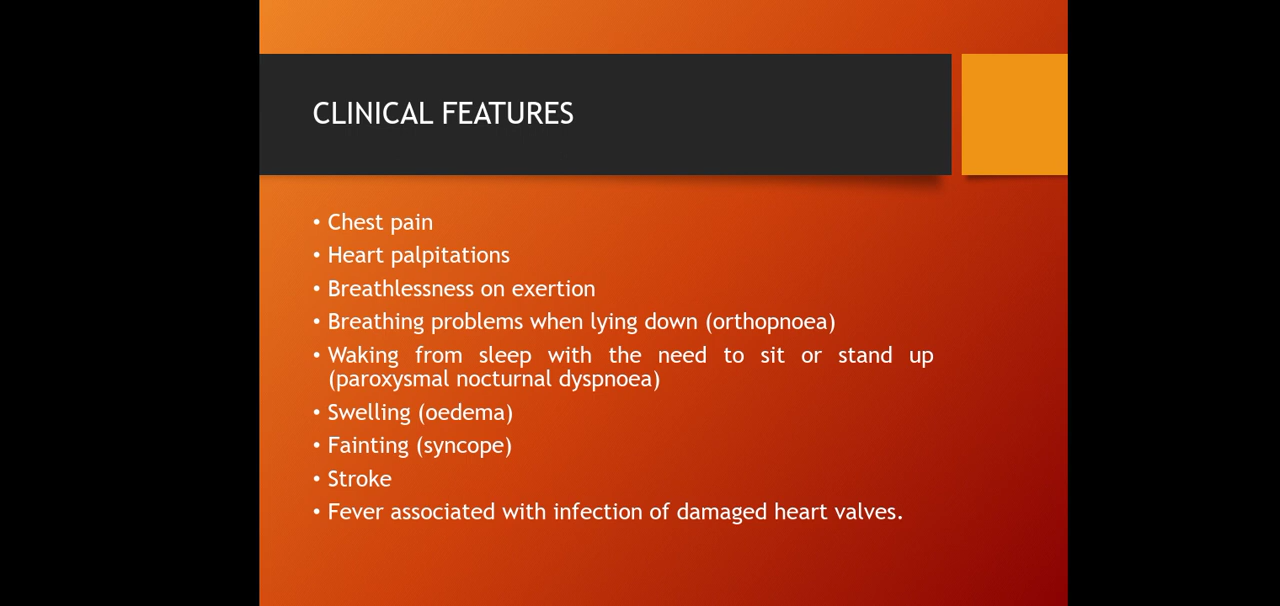 CLINICAL FEATURES
• Chest pain
• Heart palpitations
• Breathlessness on exertion
• Breathing problems when lying down (orthopnoea)
• Waking from sleep with the need to sit or stand up
(paroxysmal nocturnal dyspnoea)
• Swelling (oedema)
• Fainting (syncope)
• Stroke
• Fever associated with infection of damaged heart valves.